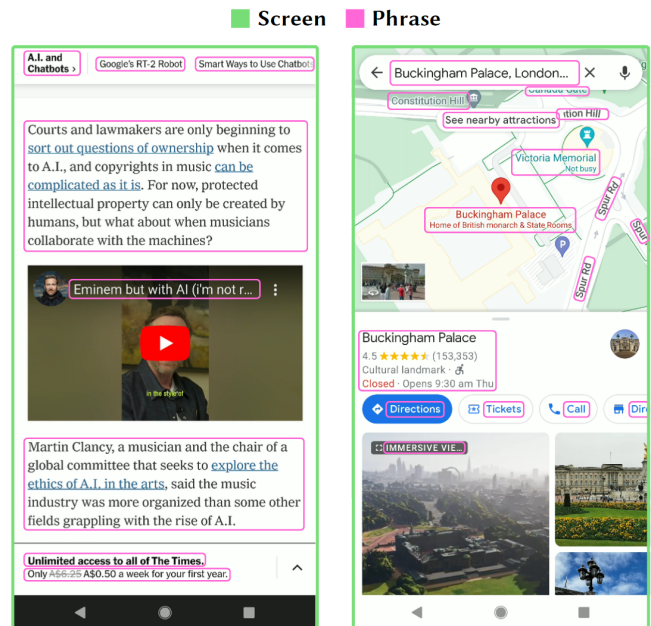 Screen Phrase
A.I. and
Chatbots ›
Google's RT-2 Robot
Smart Ways to Use Chatbots
Courts and lawmakers are only beginning to
sort out questions of ownership when it comes
to A.I., and copyrights in music can be
complicated as it is. For now, protected
intellectual property can only be created by
humans, but what about when musicians
collaborate with the machines?
Eminem but with AI (i'm not r...
in the style of
Martin Clancy, a musician and the chair of a
global committee that seeks to explore the
ethics of A.I. in the arts, said the music
industry was more organized than some other
fields grappling with the rise of A.I.
Unlimited access to all of The Times.
Only A$6.25 A$0.50 a week for your first year.
Buckingham Palace, London...
Canada Gate
Constitution Hill
ition Hill
See nearby attractions
Victoria Memorial
Not busy
Spur Rd
Spur
Buckingham Palace
Home of British monarch & State Rooms
P
Spur Rd
Buckingham Palace
4.5 (153,353)
Cultural landmark ·
Closed · Opens 9:30 am Thu
Directions
Tickets
Call
Dire
IMMERSIVE VIE...